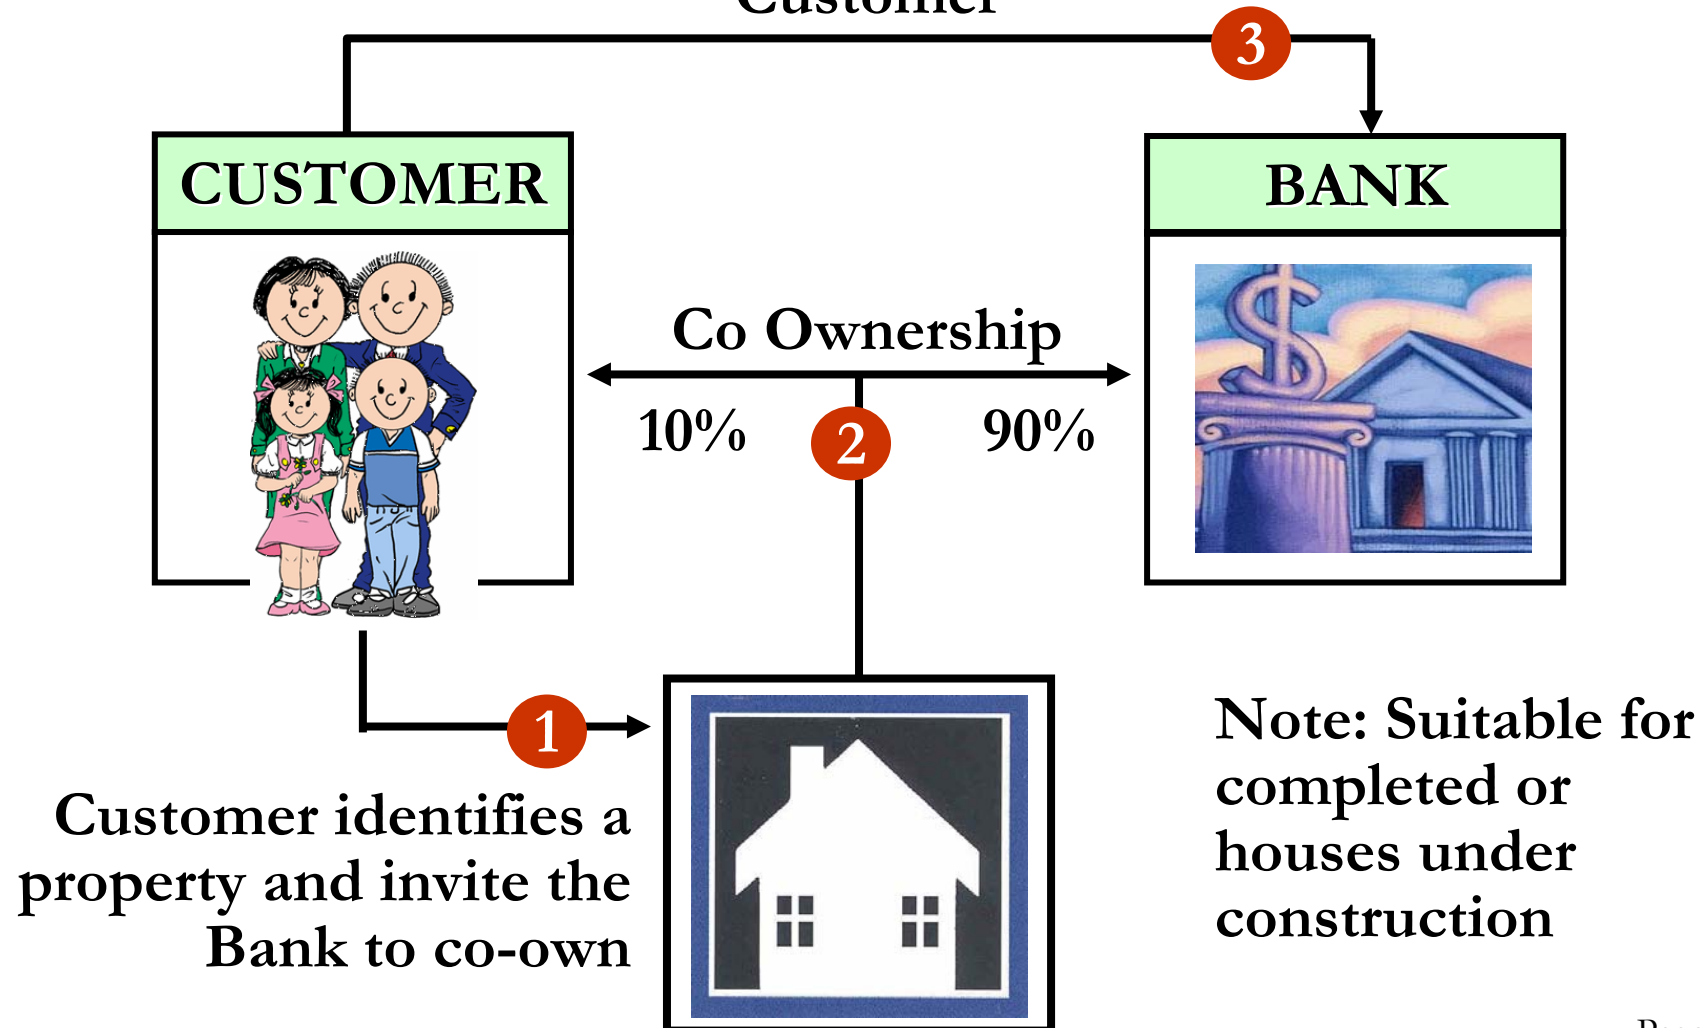 Customer
3
CUSTOMER
BANK
Co Ownership
10%
2
90%
1
Customer identifies a
property and invite the
Bank to co-own
Note: Suitable for
completed or
houses under
construction